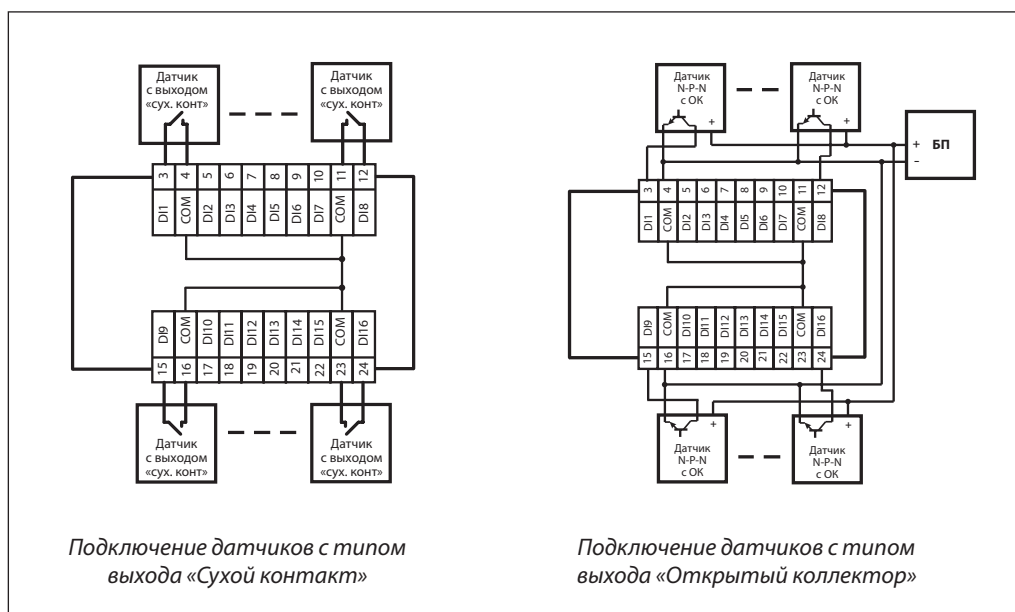 Датчик
с выходом
«сух. конт»
Датчик
с выходом
«сух. конт»
3 4 5 6 7 8 9 10 11 12
DI1 COM DI2 DI3 DI4 DI5 DI6 DI7 COM DI8
DI9 COM DI10 DI11 DI12 DI13 DI14 DI15 COM DI16
15 16 17 18 19 20 21 22 23 24
Датчик
с выходом
«сух. конт»
Датчик
с выходом
«сух. конт»
Подключение датчиков с типом
выхода «Сухой контакт»
Датчик
N-P-N
с ОК
+
Датчик
N-P-N
с ОК
+
+ БП
–
3 4 5 6 7 8 9 10 11 12
DI1 COM DI2 DI3 DI4 DI5 DI6 DI7 COM DI8
DI9 COM DI10 DI11 DI12 DI13 DI14 DI15 COM DI16
15 16 17 18 19 20 21 22 23 24
+
Датчик
N-P-N
с ОК
+
Датчик
N-P-N
с ОК
Подключение датчиков с типом
выхода «Открытый коллектор»